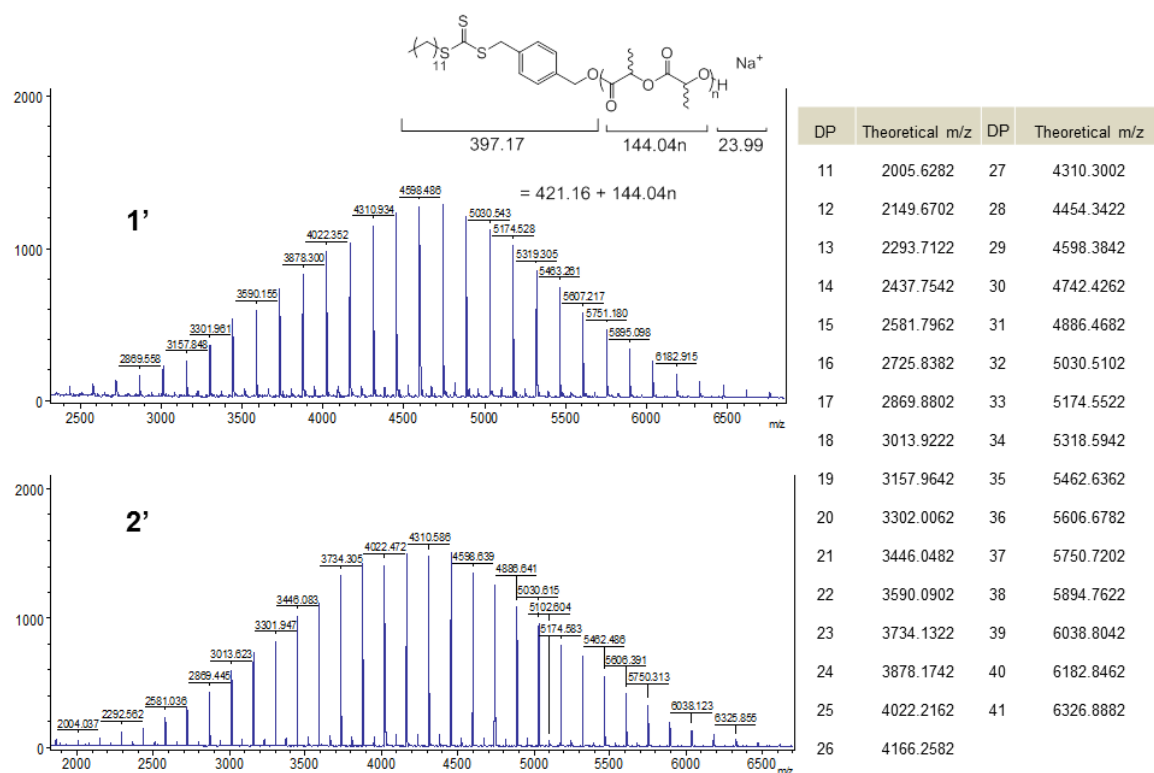 S
S
S
11
O
O
O
O
O
H
n
Na+
397.17
144.04n
23.99
= 421.16 + 144.04n
1'
2000
1000
0
2869.558
3157.848
3301.961
3590.155
3878.300
4022.352
4310.934
4598.486
5030.543
5174.528
5319.305
5463.261
5607.217
5751.180
5895.098
6182.915
2500 3000 3500 4000 4500 5000 5500 6000 6500
m/z
2'
2000
1000
0
2004.037
2292.562
2581.036
2869.445
3013.623
3301.947
3446.083
3734.305
4022.472
4310.586
4598.639
4886.641
5030.615
5102.604
5174.583
5462.486
5606.391
5750.313
6038.123
6325.855
2000 2500 3000 3500 4000 4500 5000 5500 6000 6500
m/z
DP Theoretical m/z DP Theoretical m/z
11 2005.6282 27 4310.3002
12 2149.6702 28 4454.3422
13 2293.7122 29 4598.3842
14 2437.7542 30 4742.4262
15 2581.7962 31 4886.4682
16 2725.8382 32 5030.5102
17 2869.8802 33 5174.5522
18 3013.9222 34 5318.5942
19 3157.9642 35 5462.6362
20 3302.0062 36 5606.6782
21 3446.0482 37 5750.7202
22 3590.0902 38 5894.7622
23 3734.1322 39 6038.8042
24 3878.1742 40 6182.8462
25 4022.2162 41 6326.8882
26 4166.2582